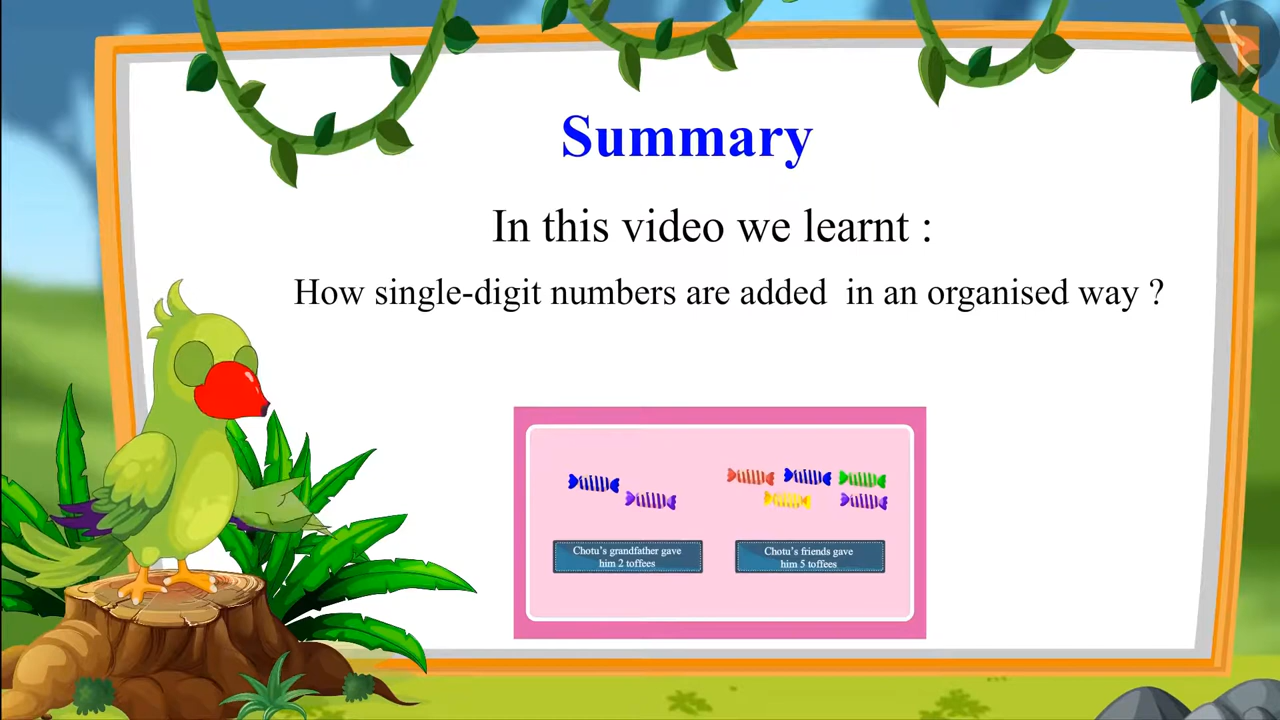 Summary
In this video we learnt :
How single-digit numbers are added in an organised way ?
Chotu's grandfather gave
him 2 toffees
Chotu's friends gave
him 5 toffees